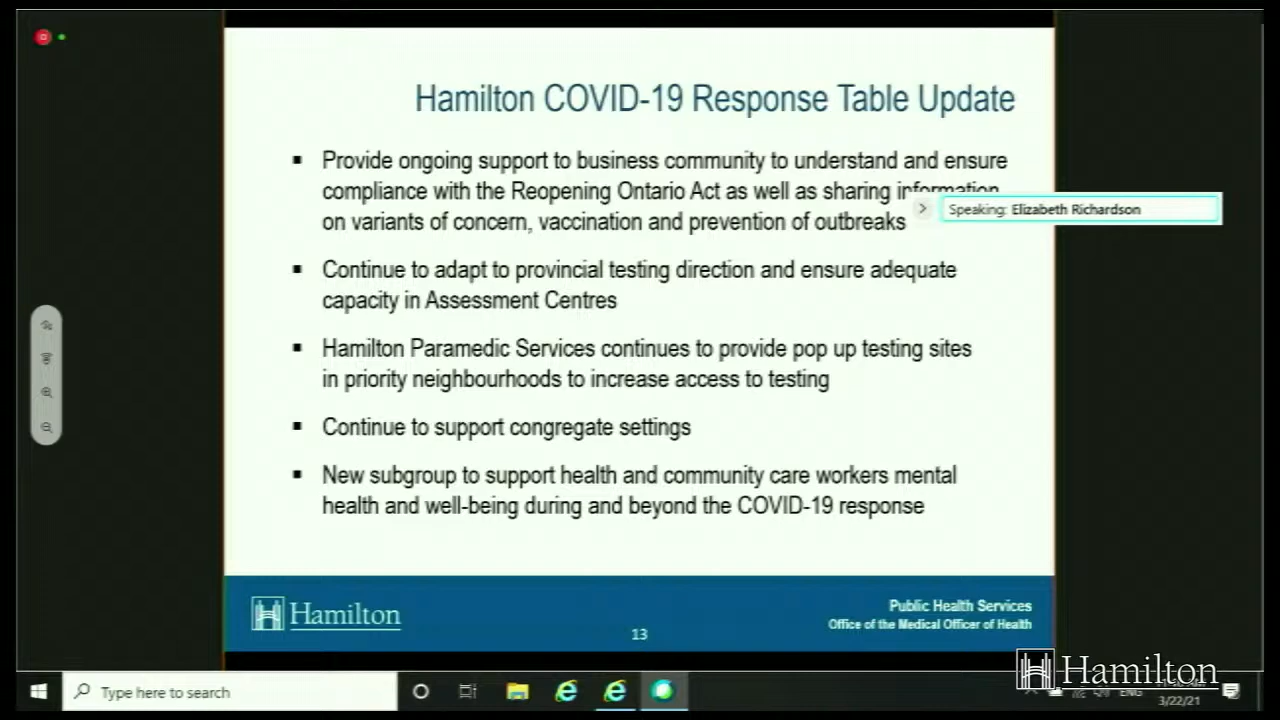 Hamilton COVID-19 Response Table Update
▪ Provide ongoing support to business community to understand and ensure
compliance with the Reopening Ontario Act as well as sharing information
on variants of concern, vaccination and prevention of outbreaks
Speaking: Elizabeth Richardson
▪ Continue to adapt to provincial testing direction and ensure adequate
capacity in Assessment Centres
▪ Hamilton Paramedic Services continues to provide pop up testing sites
in priority neighbourhoods to increase access to testing
▪ Continue to support congregate settings
▪ New subgroup to support health and community care workers mental
health and well-being during and beyond the COVID-19 response
Hamilton
Public Health Services
Office of the Medical Officer of Health
13
Hamilton
Type here to search
ENG
3/22/21